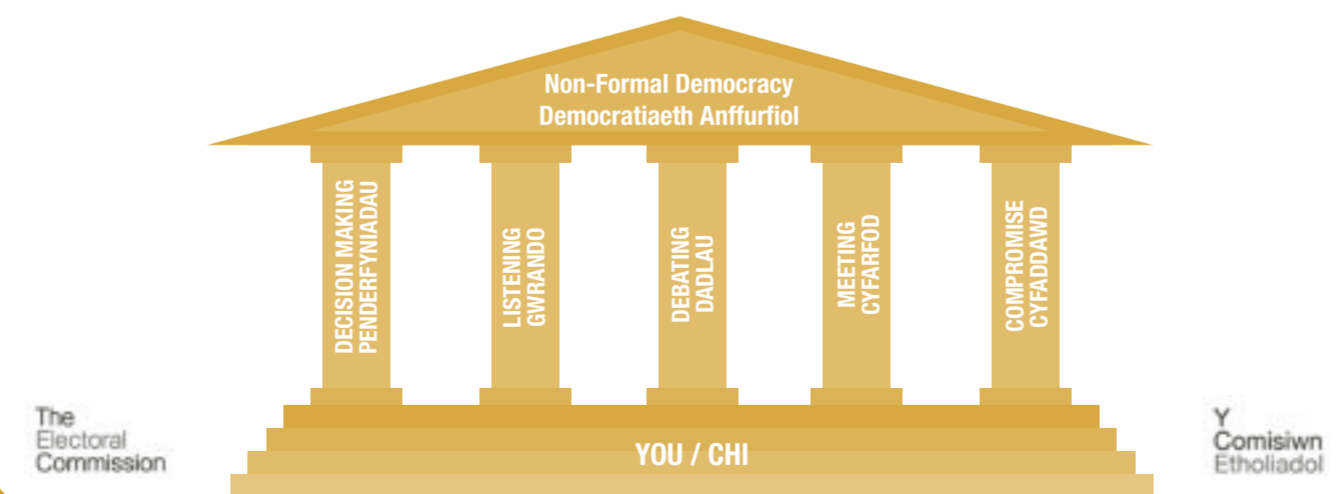 Non-Formal Democracy
Democratiaeth Anffurfiol
DECISION MAKING
PENDERFYNIADAU
LISTENING
GWRANDO
DEBATING
DADLAU
MEETING
CYFARFOD
COMPROMISE
CYFADDAWD
YOU / CHI
The
Electoral
Commission
Y
Comisiwn
Etholiadol